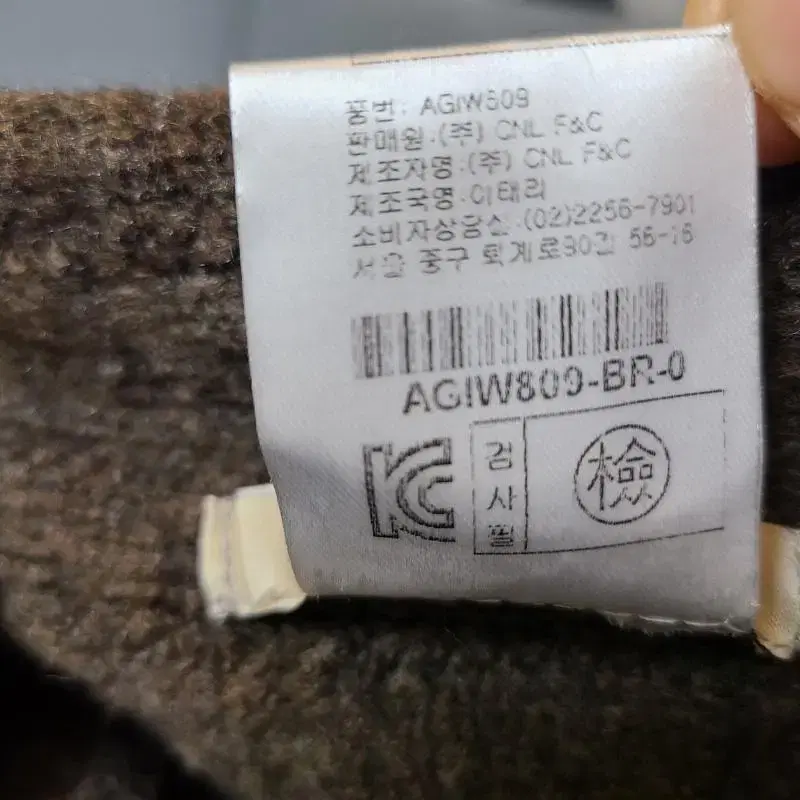 품번: AGIW809
판매원:(주) CNL F&C
제조자명:(주) CNL F&C
제조국명:이태리
소비자상담실:(02)2256-7901
서울 중구 퇴계로90길 56-16
AGIW809-BR-0
KC
검사필
檢